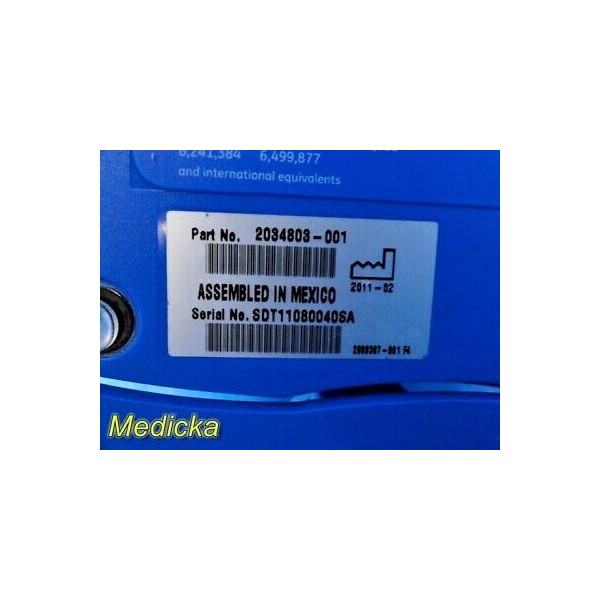 6,241,384 6,499,877
and international equivalents
Part No. 2034803-001
2011-02
ASSEMBLED IN MEXICO
Serial No. SDT11080040SA
Medicka